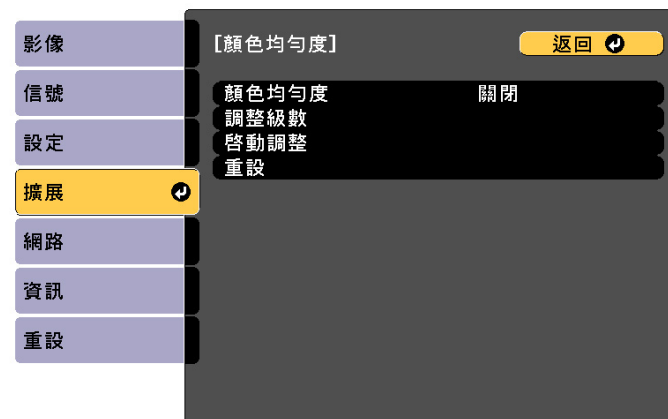 影像
信號
設定
擴展
網路
資訊
重設
[顏色均勻度]
返回
顏色均勻度 關閉
調整級數
啓動調整
重設